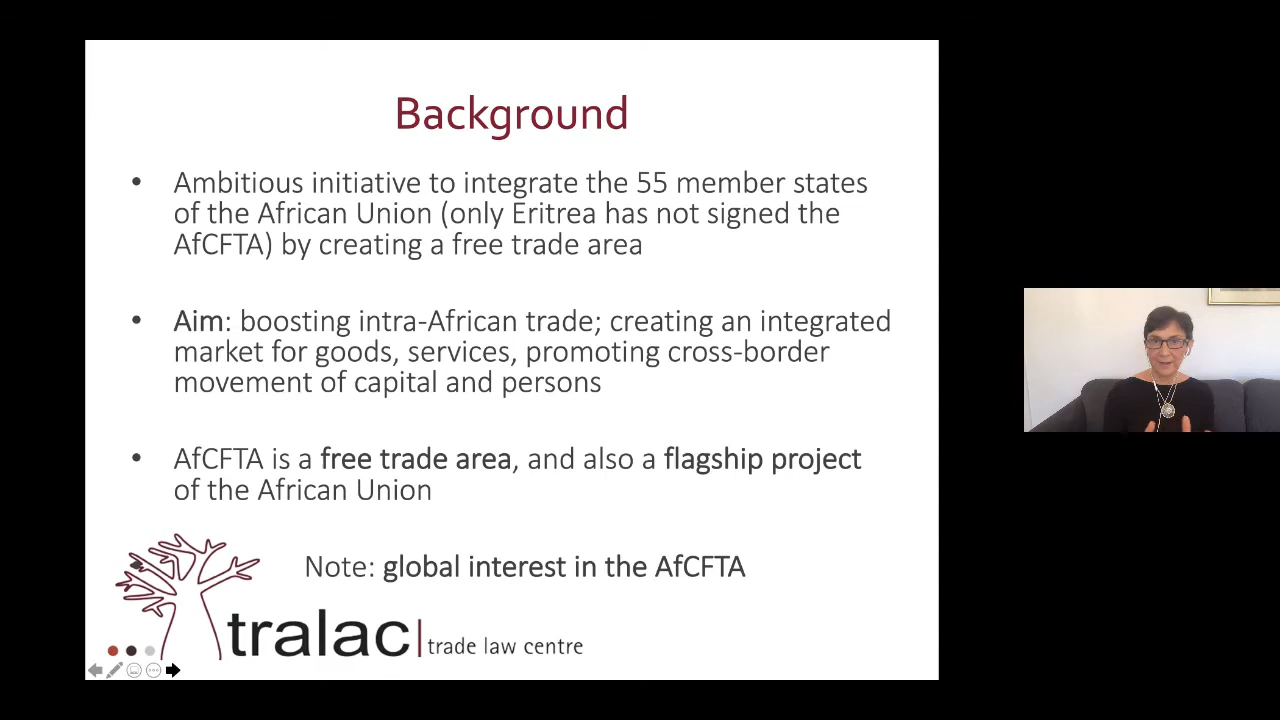 Background
• Ambitious initiative to integrate the 55 member states
of the African Union (only Eritrea has not signed the
AfCFTA) by creating a free trade area
• Aim: boosting intra-African trade; creating an integrated
market for goods, services, promoting cross-border
movement of capital and persons
• AfCFTA is a free trade area, and also a flagship project
of the African Union
Note: global interest in the AfCFTA
tralac | trade law centre